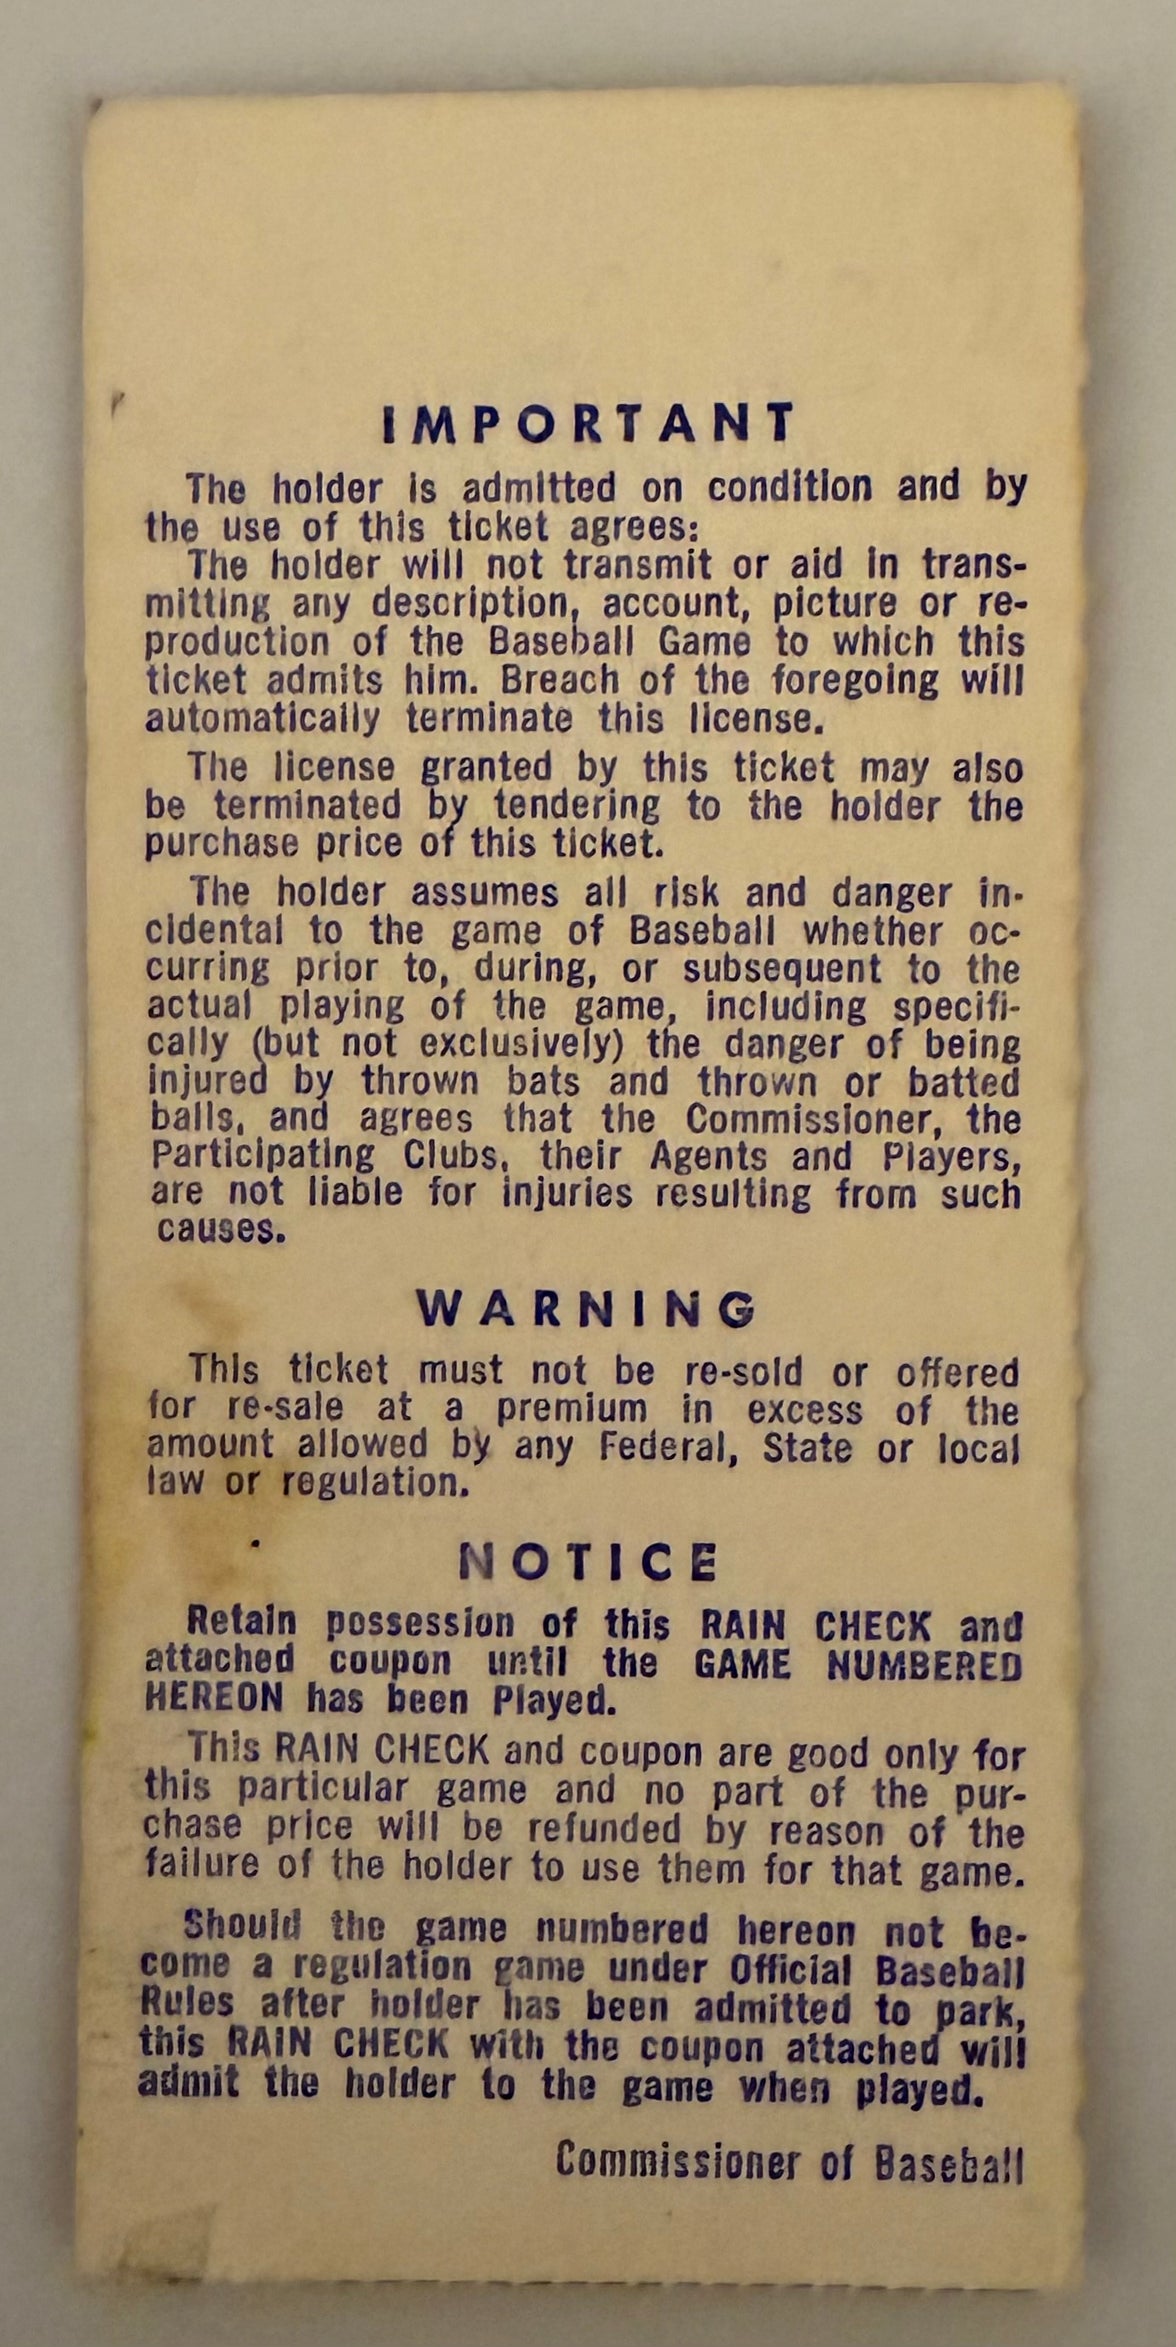 IMPORTANT
The holder is admitted on condition and by
the use of this ticket agrees:
The holder will not transmit or aid in trans-
mitting any description, account, picture or re-
production of the Baseball Game to which this
ticket admits him. Breach of the foregoing will
automatically terminate this license.
The license granted by this ticket may also
be terminated by tendering to the holder the
purchase price of this ticket.
The holder assumes all risk and danger in-
cidental to the game of Baseball whether oc-
curring prior to, during, or subsequent to the
actual playing of the game, including specifi-
cally (but not exclusively) the danger of being
injured by thrown bats and thrown or batted
balls, and agrees that the Commissioner, the
Participating Clubs, their Agents and Players,
are not liable for injuries resulting from such
causes.
WARNING
This ticket must not be re-sold or offered
for re-sale at a premium in excess of the
amount allowed by any Federal, State or local
law or regulation.
NOTICE
Retain possession of this RAIN CHECK and
attached coupon until the GAME NUMBERED
HEREON has been Played.
This RAIN CHECK and coupon are good only for
this particular game and no part of the pur-
chase price will be refunded by reason of the
failure of the holder to use them for that game.
Should the game numbered hereon not be-
come a regulation game under Official Baseball
Rules after holder has been admitted to park,
this RAIN CHECK with the coupon attached will
admit the holder to the game when played.
Commissioner of Baseball